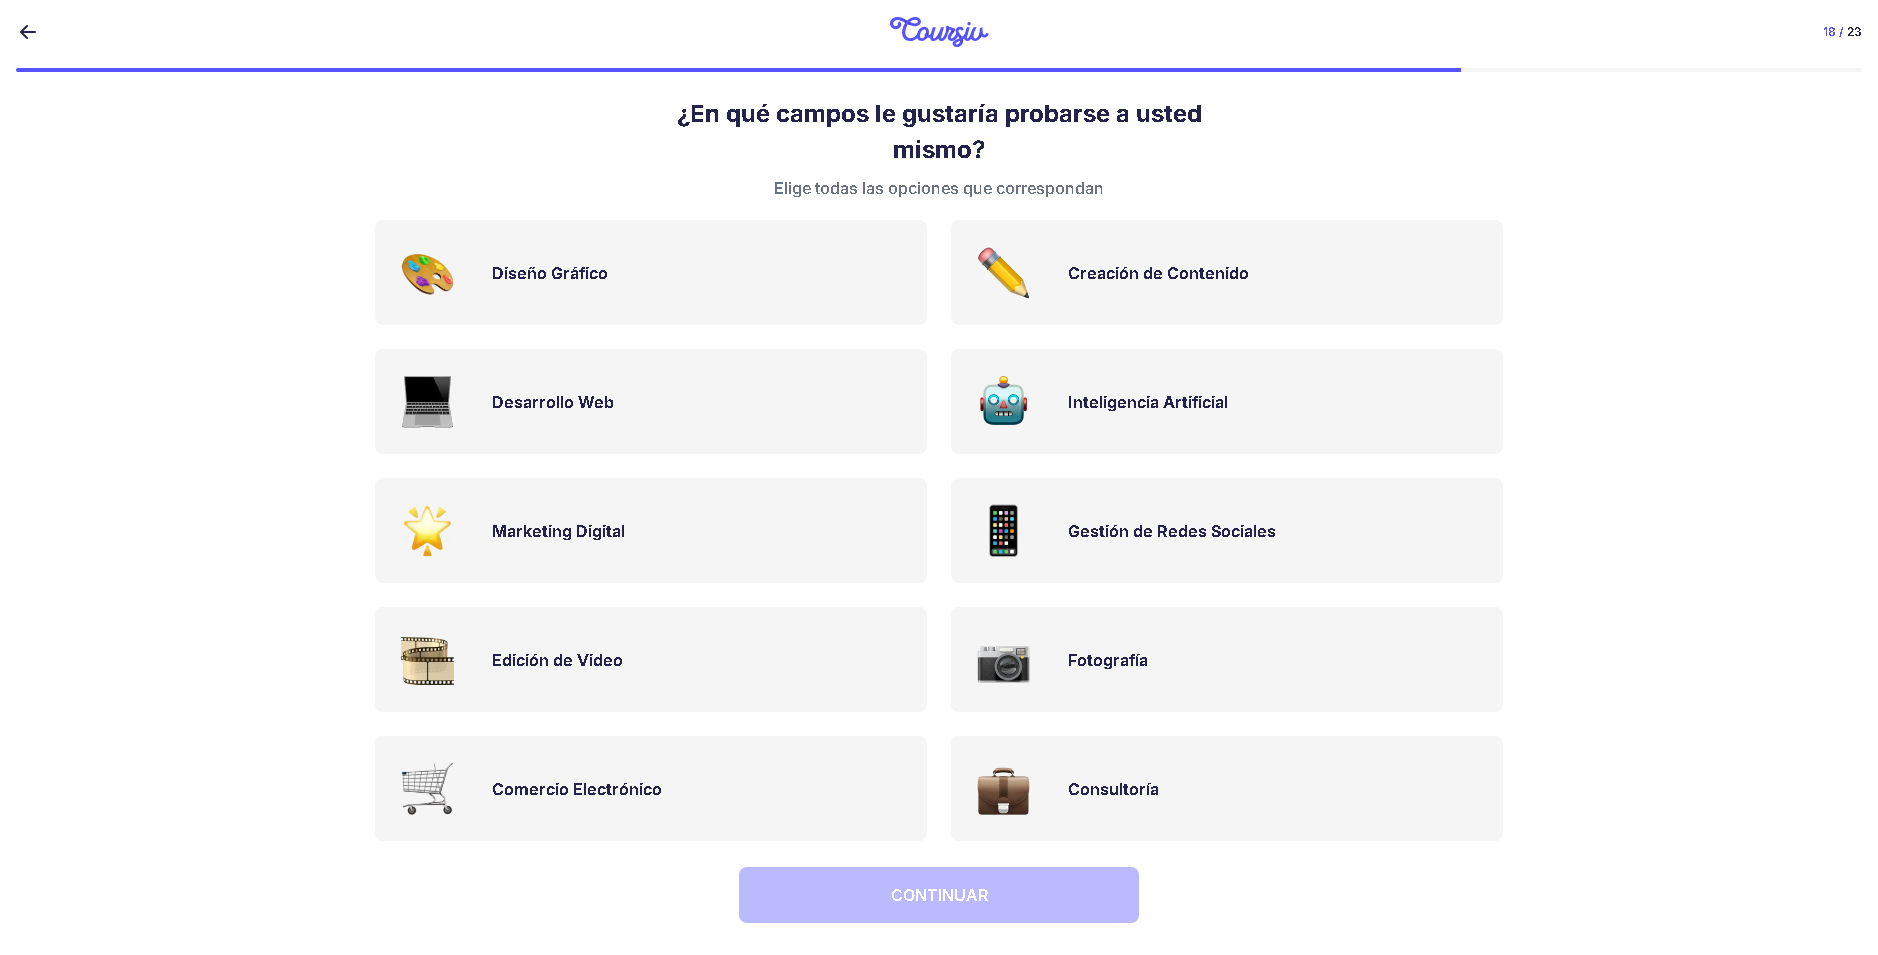 Coursiv
18 / 23
¿En qué campos le gustaría probarse a usted
mismo?
Elige todas las opciones que correspondan
Diseño Gráfico
Creación de Contenido
Desarrollo Web
Inteligencia Artificial
Marketing Digital
Gestión de Redes Sociales
Edición de Video
Fotografía
Comercio Electrónico
Consultoría
CONTINUAR